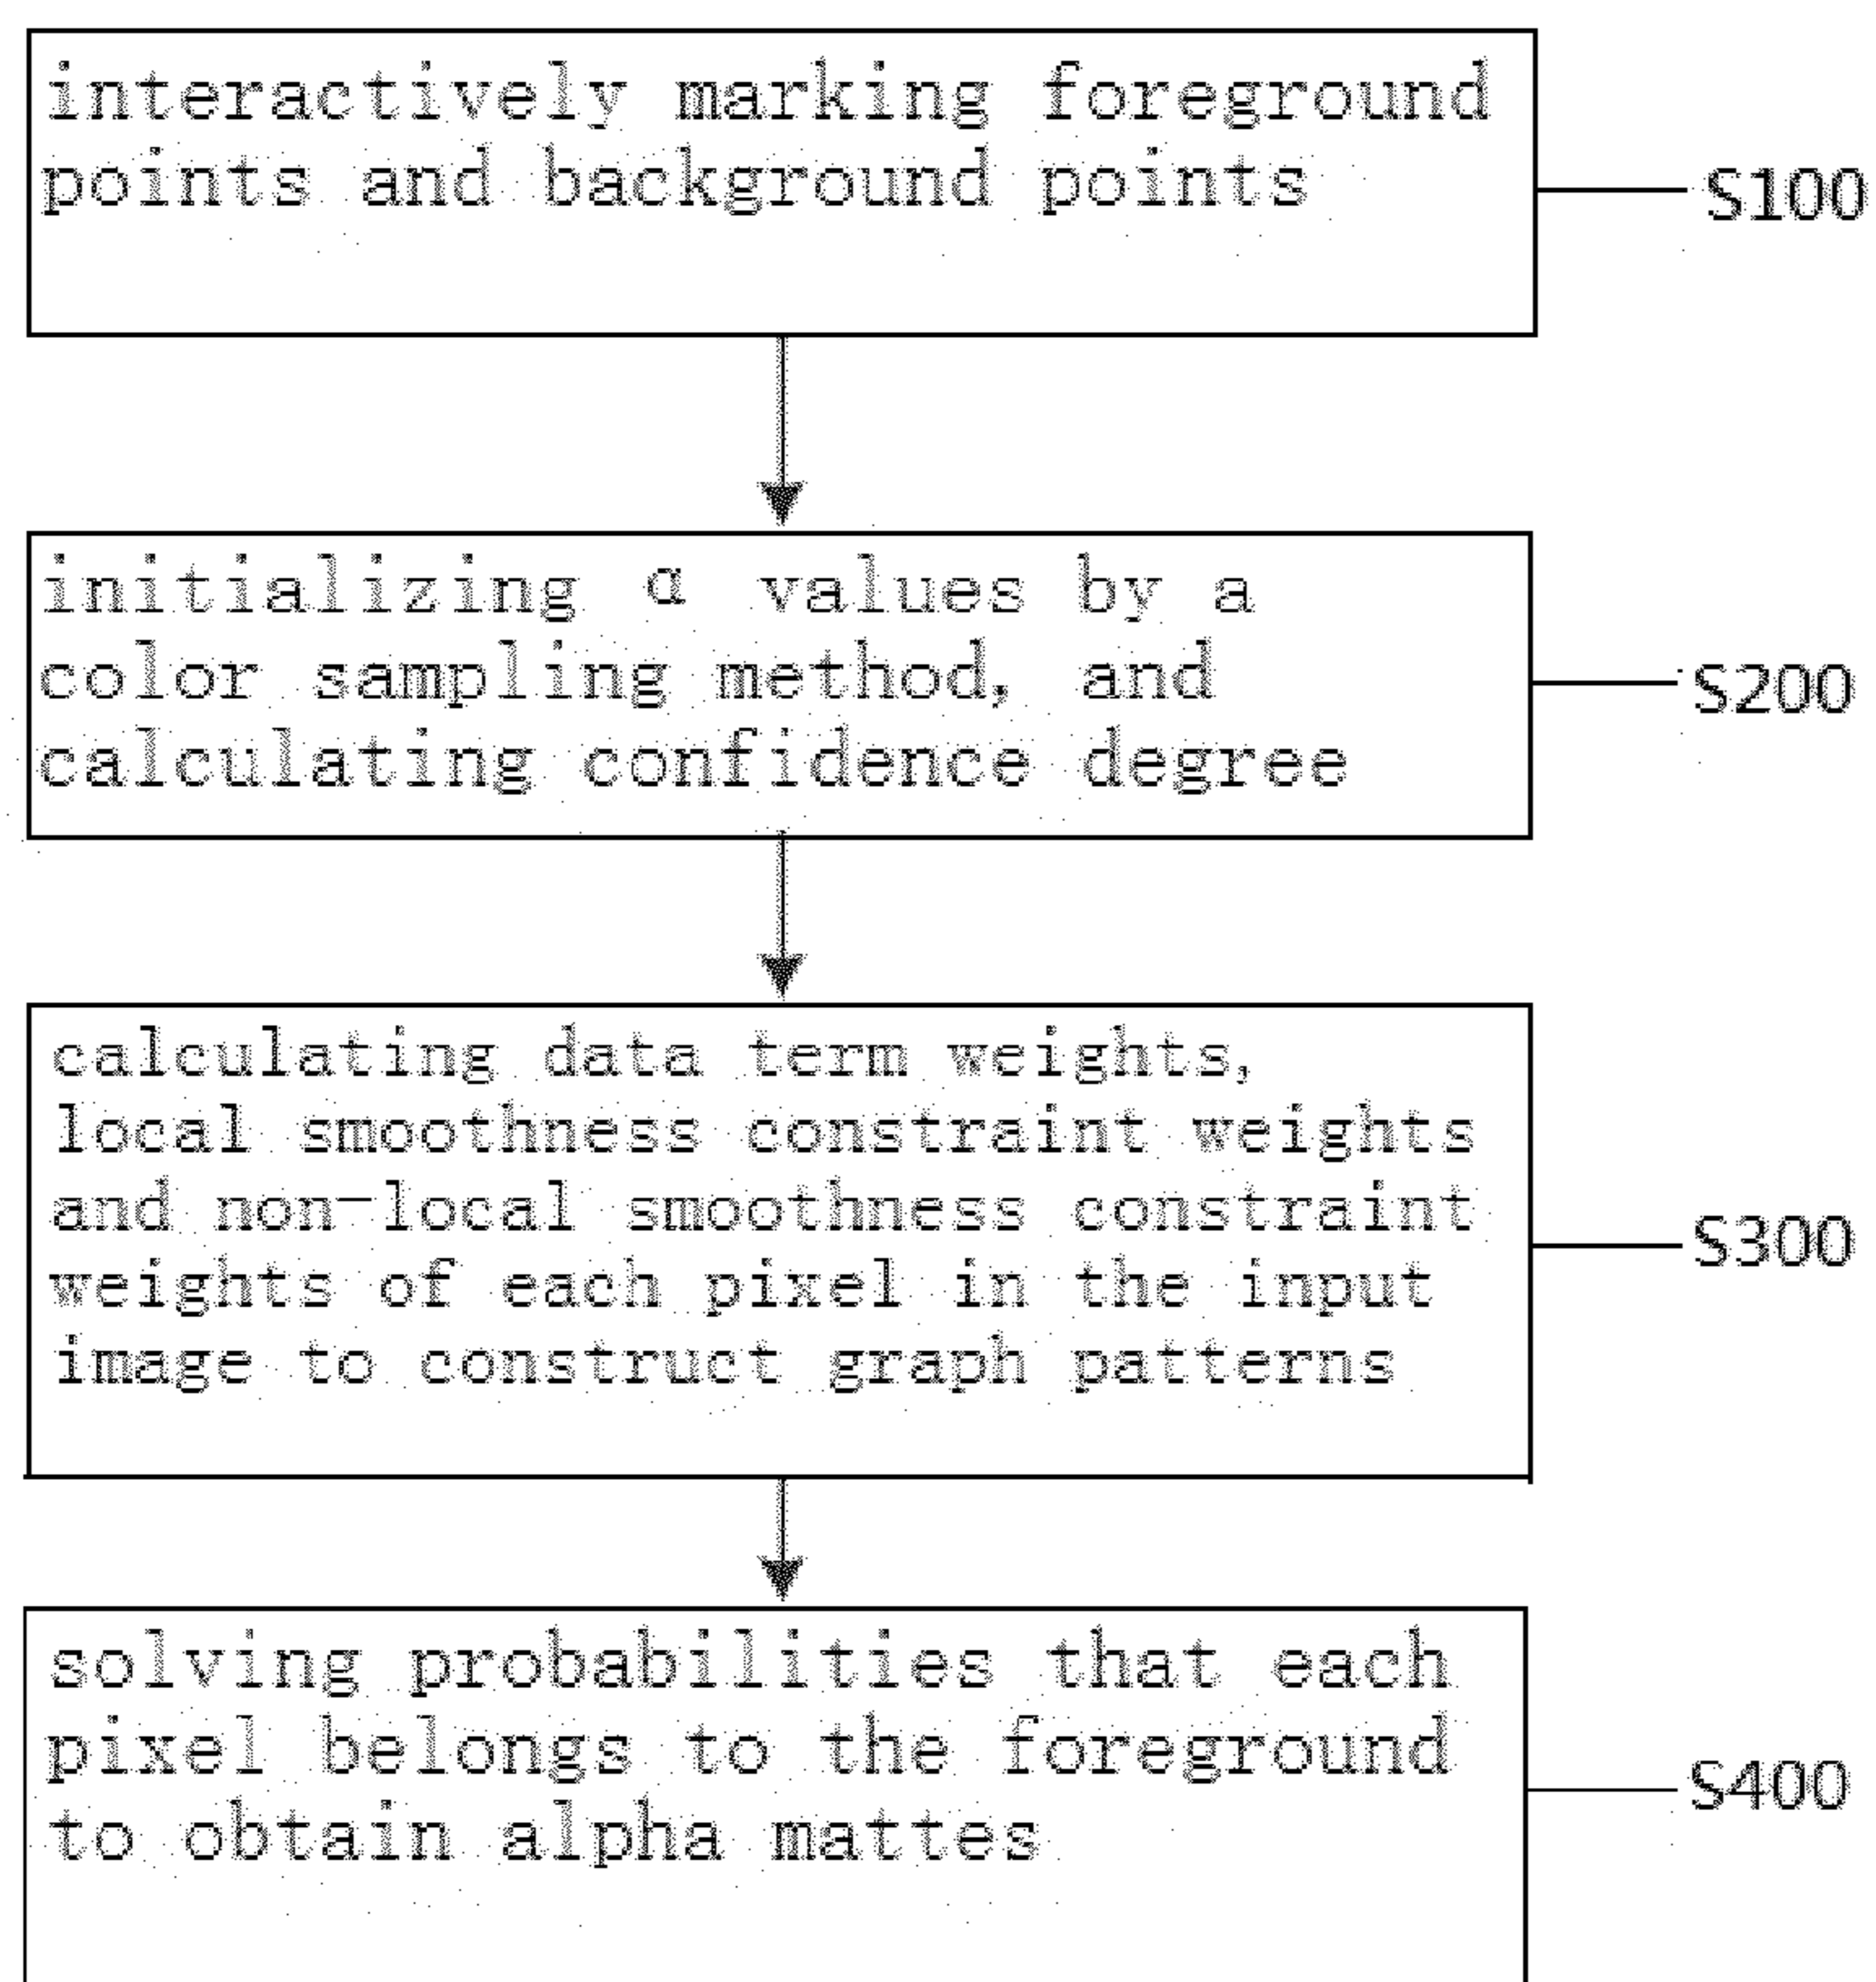 interactively marking foreground
points and background points
S100
initializing α values by a
color sampling method, and
calculating confidence degree
S200
calculating data term weights,
local smoothness constraint weights
and non-local smoothness constraint
weights of each pixel in the input
image to construct graph patterns
S300
solving probabilities that each
pixel belongs to the foreground
to obtain alpha mattes
S400